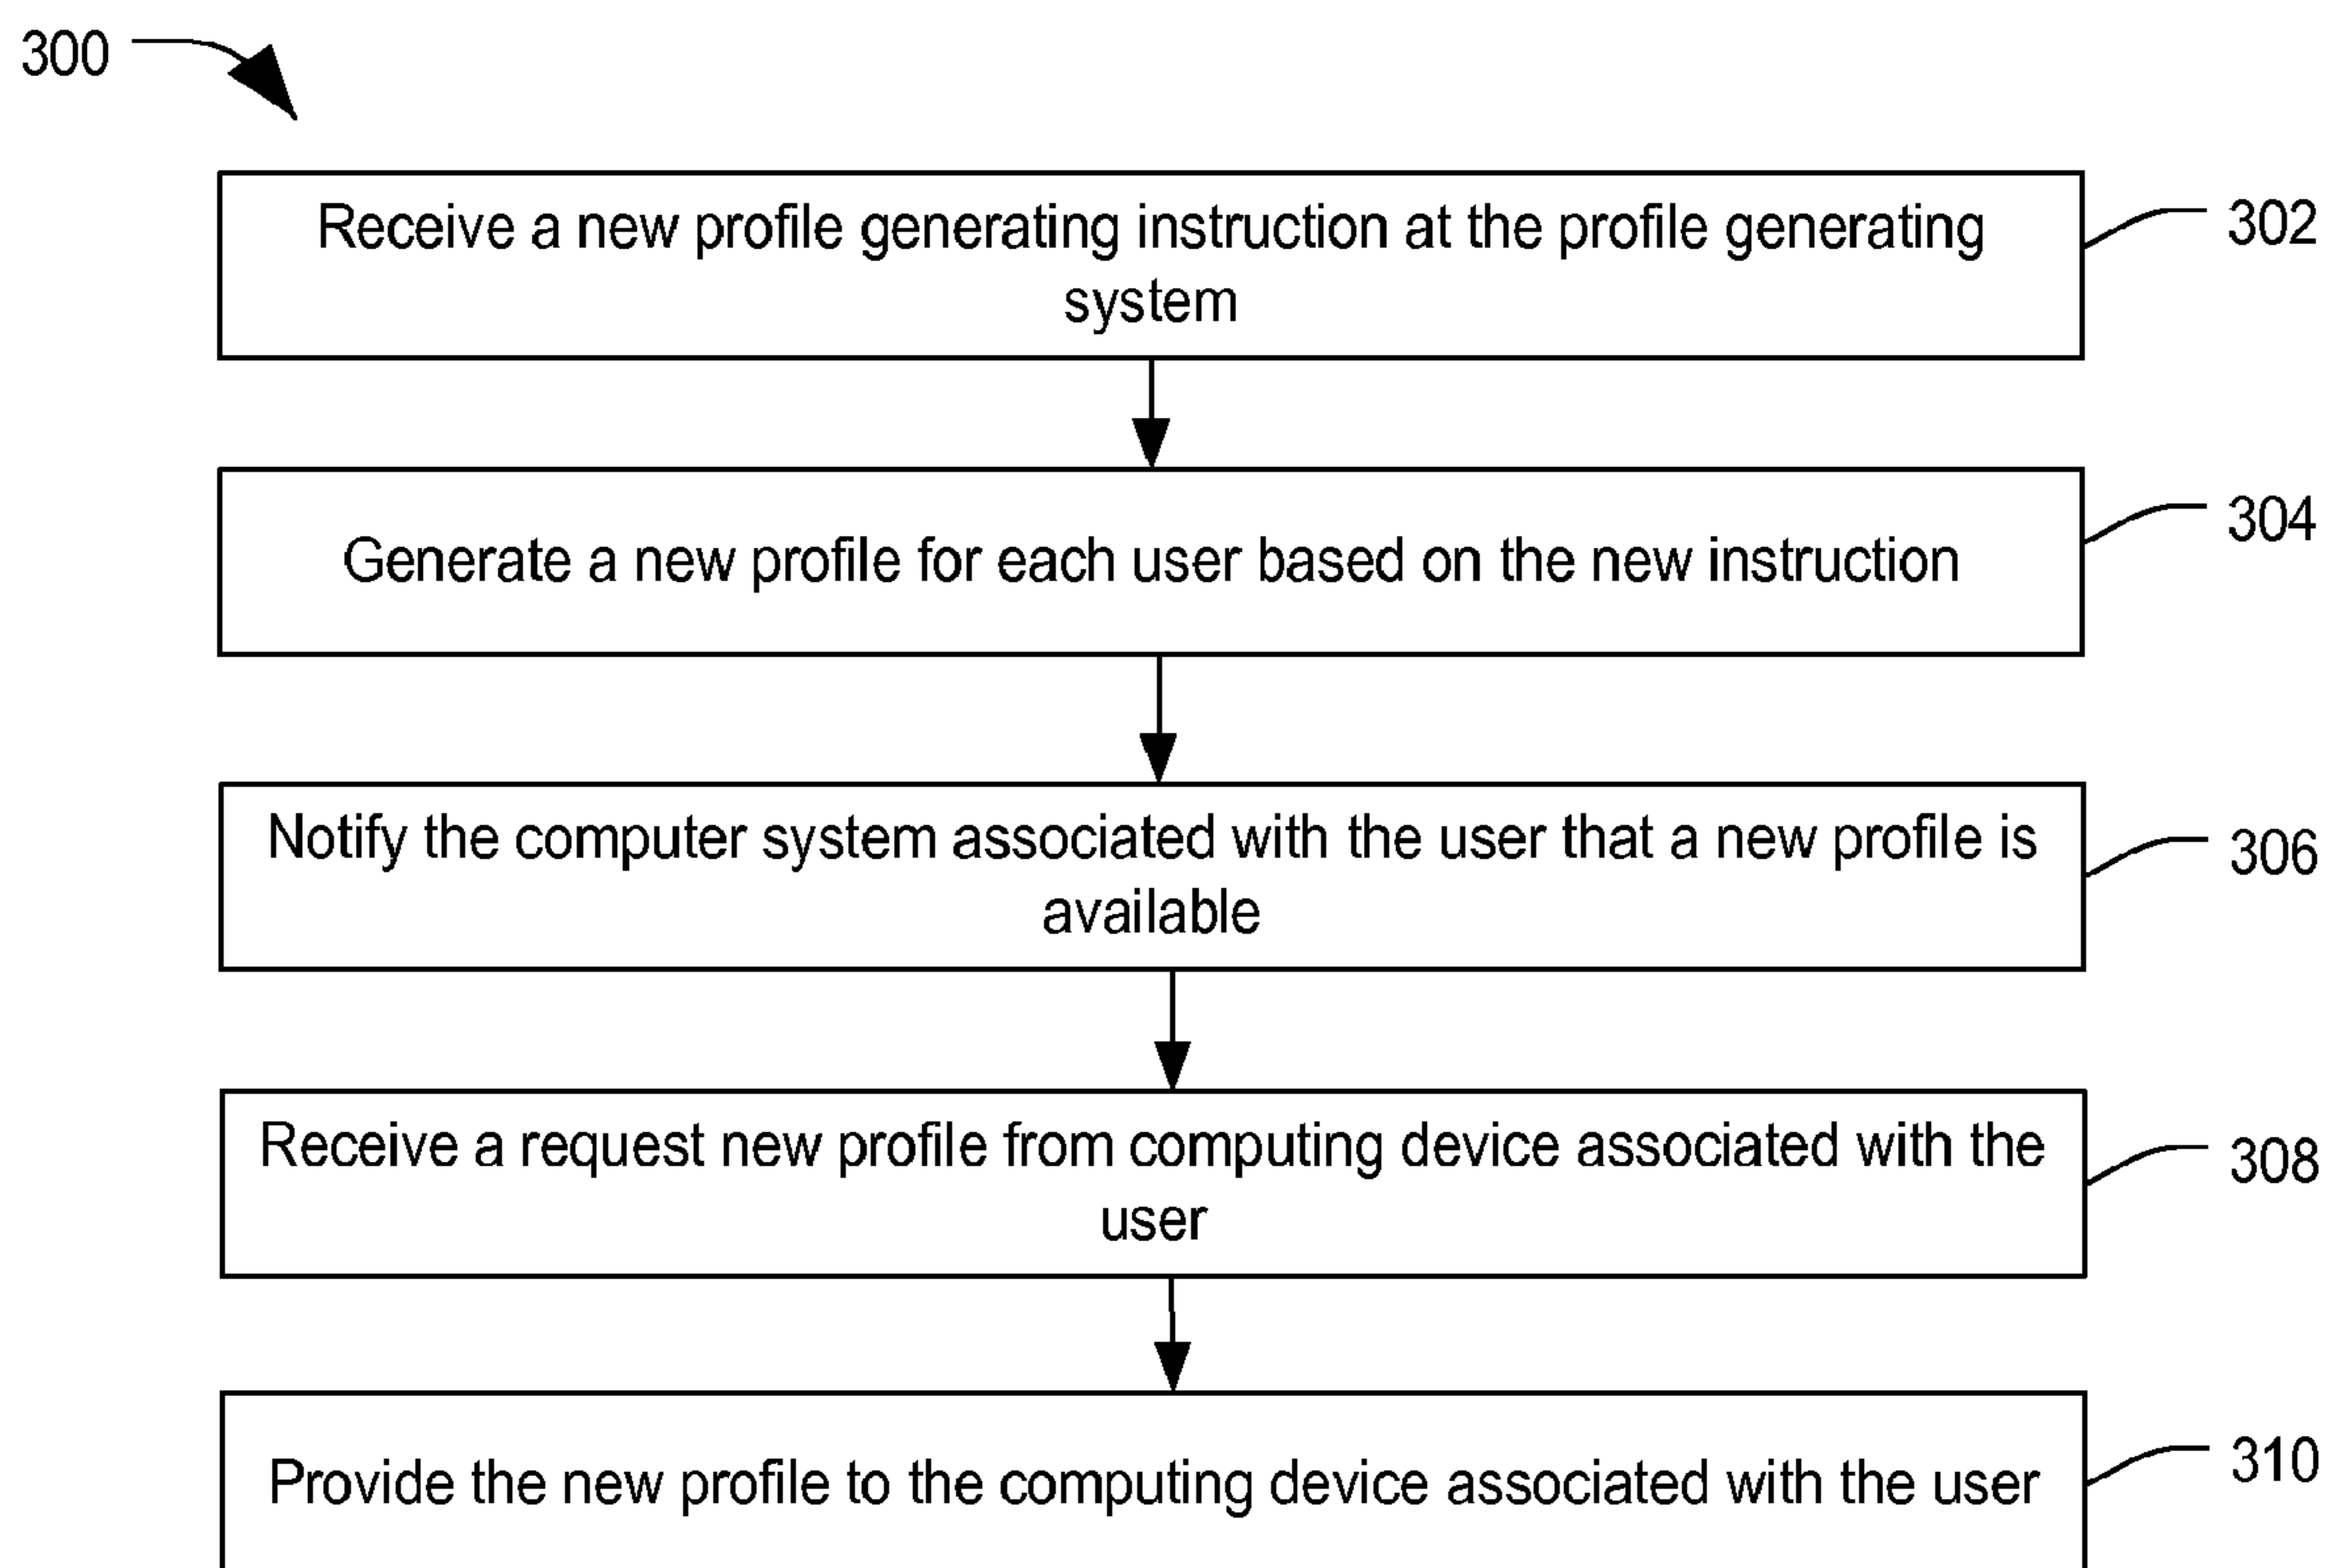 300
Receive a new profile generating instruction at the profile generating
system
302
Generate a new profile for each user based on the new instruction
304
Notify the computer system associated with the user that a new profile is
available
306
Receive a request new profile from computing device associated with the
user
308
Provide the new profile to the computing device associated with the user
310